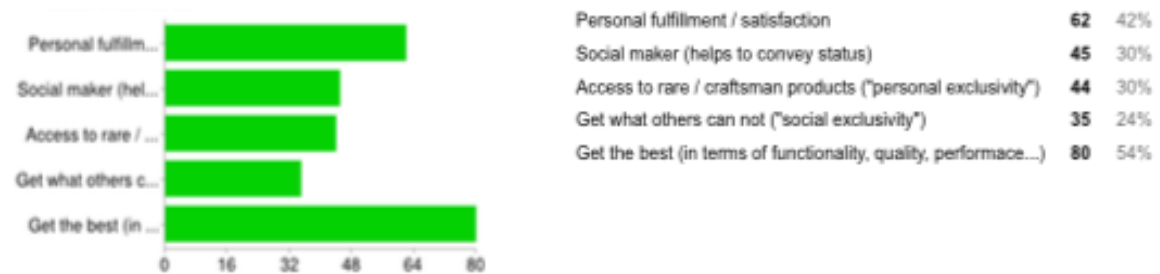 Personal fulfillm...
Social maker (hel...
Access to rare / ...
Get what others c...
Get the best (in ...
0 16 32 48 64 80
Personal fulfillment / satisfaction 62 42%
Social maker (helps to convey status) 45 30%
Access to rare / craftsman products ("personal exclusivity") 44 30%
Get what others can not ("social exclusivity") 35 24%
Get the best (in terms of functionality, quality, performace...) 80 54%